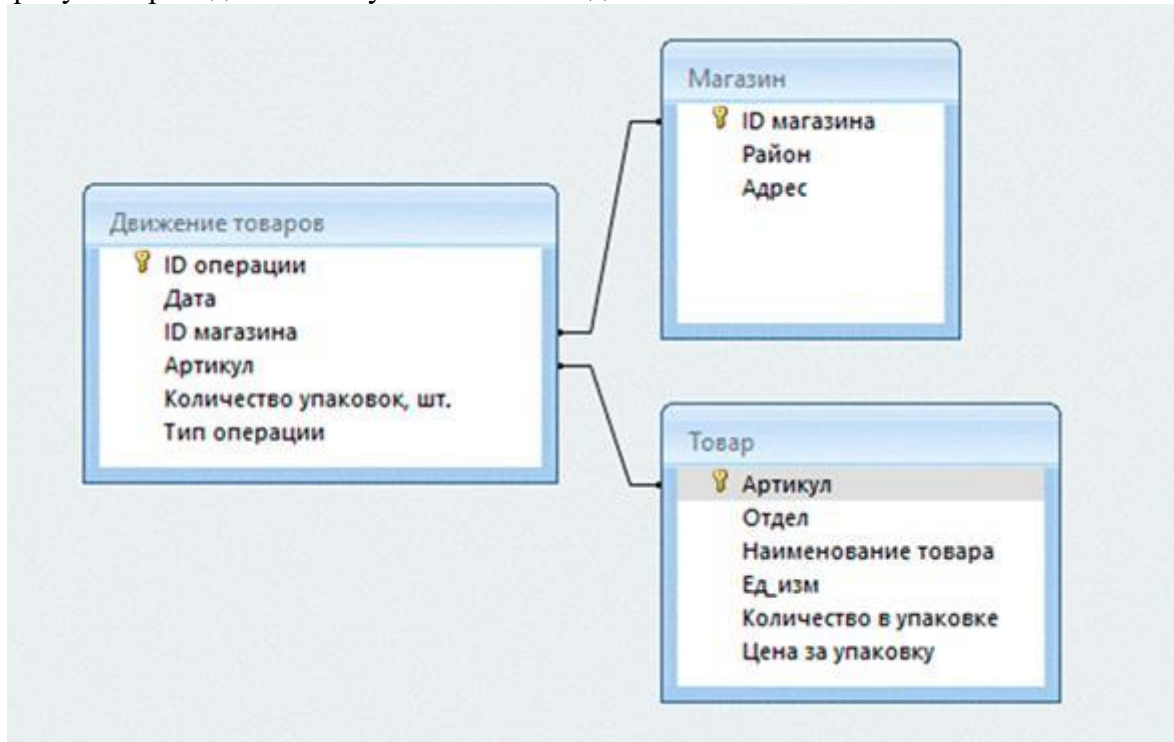 Движение товаров
ID операции
Дата
ID магазина
Артикул
Количество упаковок, шт.
Тип операции
Магазин
ID магазина
Район
Адрес
Товар
Артикул
Отдел
Наименование товара
Ед_изм
Количество в упаковке
Цена за упаковку